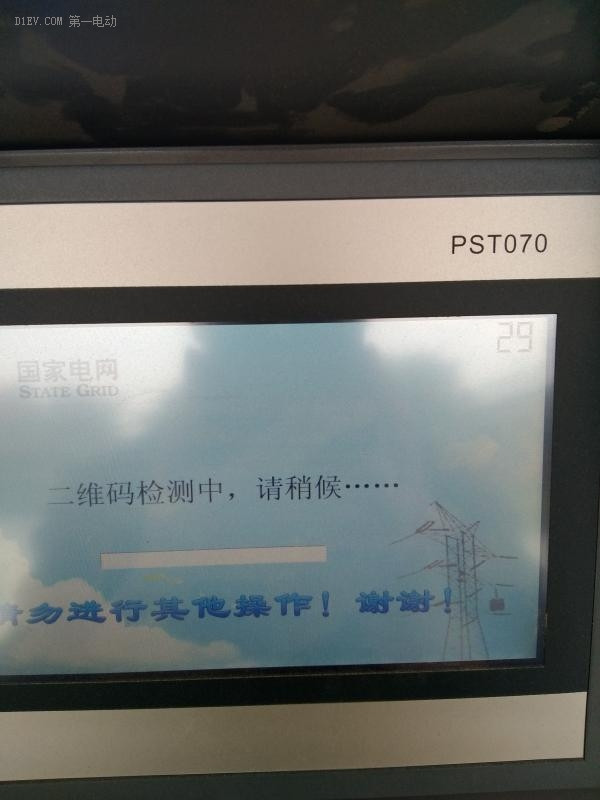 D1EV.COM 第一电动
PST070
29
国家电网
STATE GRID
二维码检测中，请稍候……
请勿进行其他操作！谢谢！